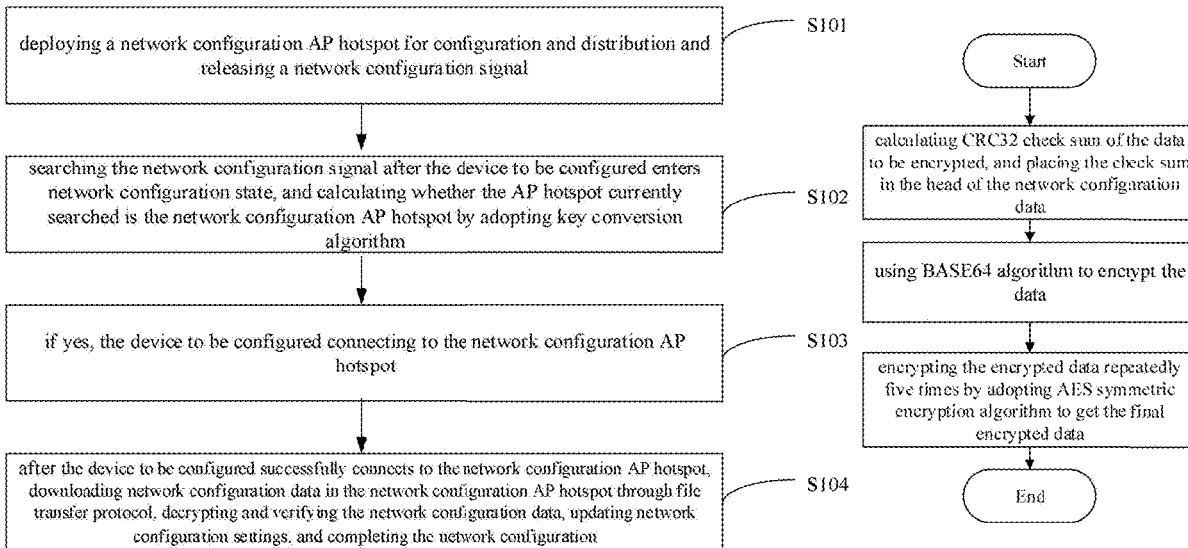 deploying a network configuration AP hotspot for configuration and distribution and
releasing a network configuration signal
S101
searching the network configuration signal after the device to be configured enters
network configuration state, and calculating whether the AP hotspot currently
searched is the network configuration AP hotspot by adopting key conversion
algorithm
S102
if yes, the device to be configured connecting to the network configuration AP
hotspot
S103
after the device to be configured successfully connects to the network configuration AP hotspot,
downloading network configuration data in the network configuration AP hotspot through file
transfer protocol, decrypting and verifying the network configuration data, updating network
configuration settings, and completing the network configuration
S104
Start
calculating CRC32 check sum of the data
to be encrypted, and placing the check sum
in the head of the network configuration
data
using BASE64 algorithm to encrypt the
data
encrypting the encrypted data repeatedly
five times by adopting AES symmetric
encryption algorithm to get the final
encrypted data
End